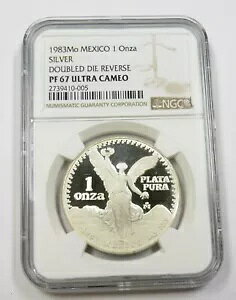 1983Mo MEXICO 1 Onza
SILVER
DOUBLED DIE REVERSE
PF 67 ULTRA CAMEO
2739410-005
NUMISMATIC GUARANTY CORPORATION
NGC
1 PLATA
onza PURA